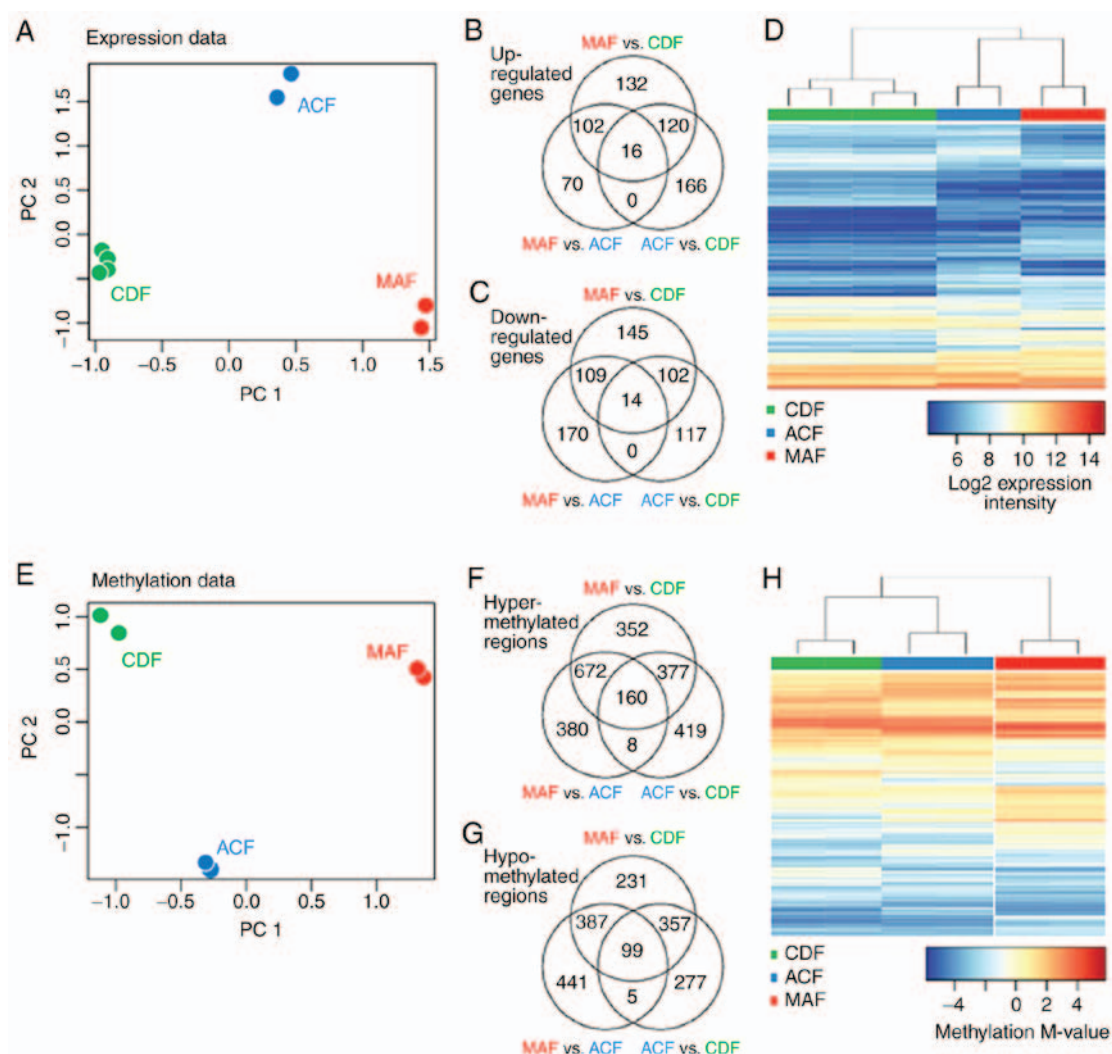 A
Expression data
ACF
CDF
MAF
1.5
1.0
0.5
0.0
−1.0
PC 2
−1.0
−0.5
0.0
0.5
1.0
1.5
PC 1
B
MAF vs. CDF
Up-
regulated
genes
132
102
120
16
70
166
0
MAF vs. ACF
ACF vs. CDF
C
MAF vs. CDF
Down-
regulated
genes
145
109
102
14
170
117
0
MAF vs. ACF
ACF vs. CDF
D
CDF
ACF
MAF
6 8 10 12 14
Log2 expression
intensity
E
Methylation data
CDF
MAF
ACF
1.0
0.5
0.0
−1.0
PC 2
−1.0
−0.5
0.0
0.5
1.0
PC 1
F
MAF vs. CDF
Hyper-
methylated
regions
352
672
377
160
380
419
8
MAF vs. ACF
ACF vs. CDF
G
MAF vs. CDF
Hypo-
methylated
regions
231
387
357
99
441
277
5
MAF vs. ACF
ACF vs. CDF
H
CDF
ACF
MAF
−4 0 2 4
Methylation M-value